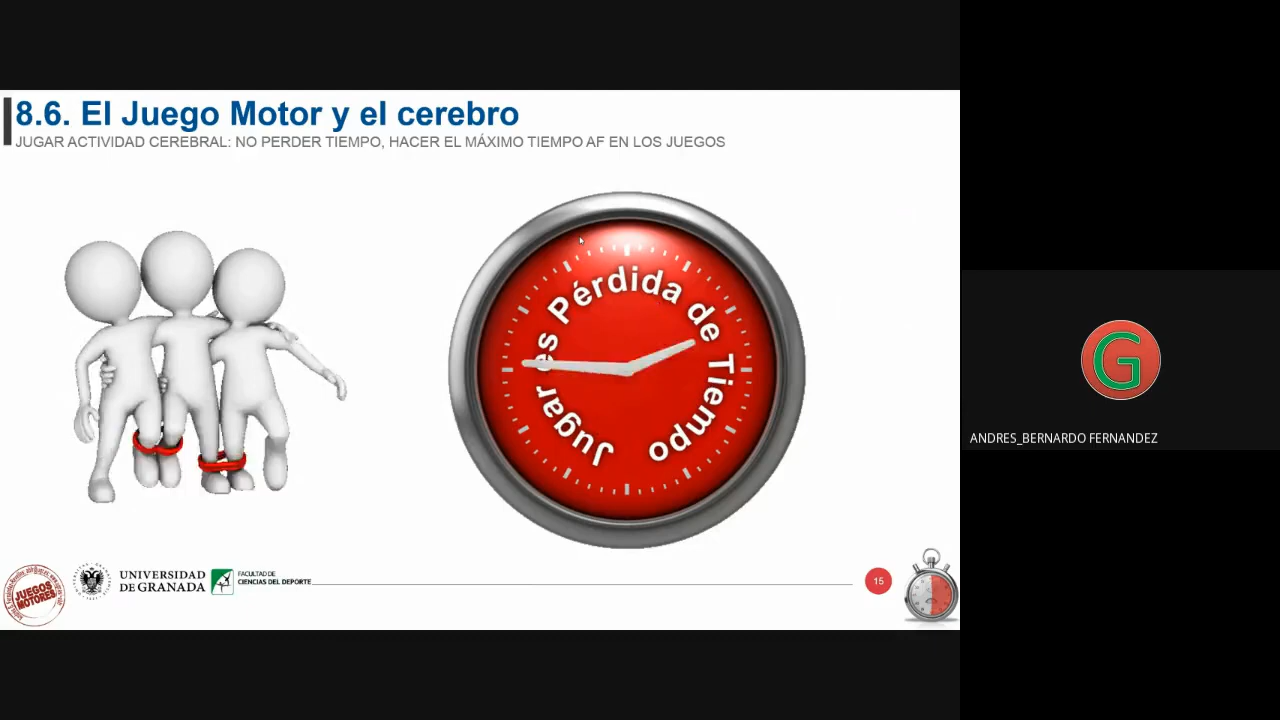 8.6. El Juego Motor y el cerebro
JUGAR ACTIVIDAD CEREBRAL: NO PERDER TIEMPO, HACER EL MÁXIMO TIEMPO AF EN LOS JUEGOS
Jugar es Pérdida de Tiempo
G
ANDRES_BERNARDO FERNANDEZ
JUEGOS
MOTORES
UNIVERSIDAD
DE GRANADA
FACULTAD DE
CIENCIAS DEL DEPORTE
15